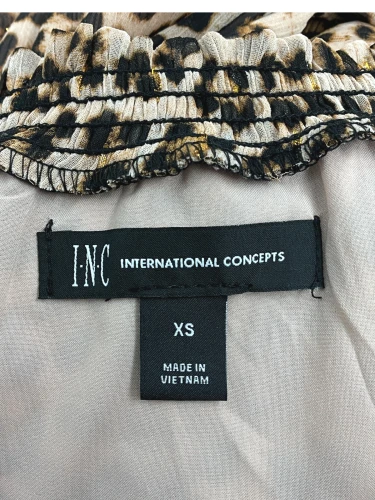 I·N·C INTERNATIONAL CONCEPTS
XS
MADE IN
VIETNAM